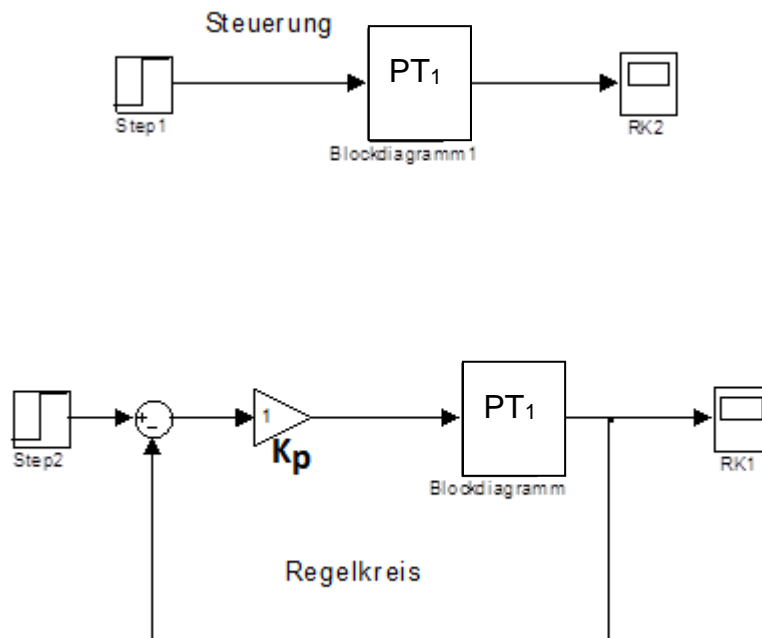 Steuerung
PT₁
Step1
RK2
Blockdiagramm1
PT₁
+
−
1
Kp
Step2
RK1
Blockdiagramm
Regelkreis